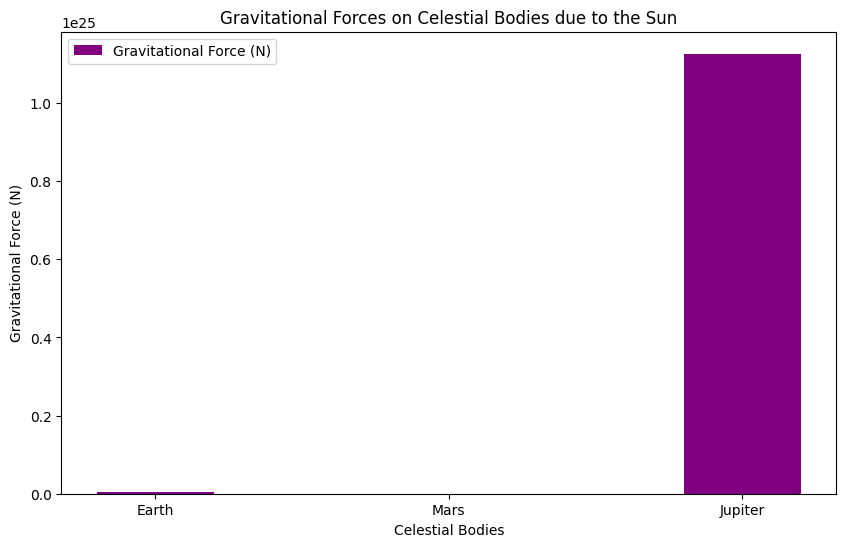 Gravitational Forces on Celestial Bodies due to the Sun
1e25
Gravitational Force (N)
1.0
0.8
0.6
0.4
0.2
0.0
Gravitational Force (N)
Earth Mars Jupiter
Celestial Bodies